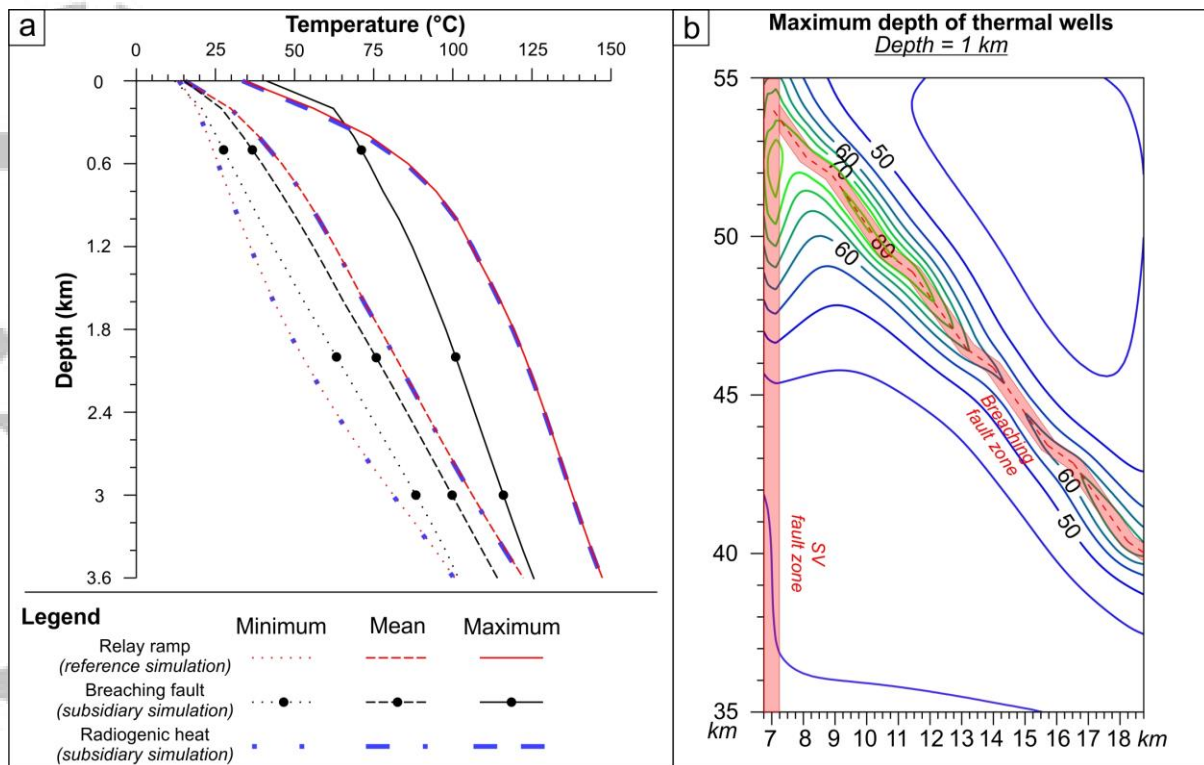 a
Temperature (°C)
0 25 50 75 100 125 150
Depth (km)
0
0.6
1.2
1.8
2.4
3
3.6
Legend
Minimum Mean Maximum
Relay ramp
(reference simulation)
Breaching fault
(subsidiary simulation)
Radiogenic heat
(subsidiary simulation)
b
Maximum depth of thermal wells
Depth = 1 km
55
50
45
40
35
km
7 8 9 10 11 12 13 14 15 16 17 18
km
60
50
70
80
60
60
50
Breaching
fault zone
SV
fault zone